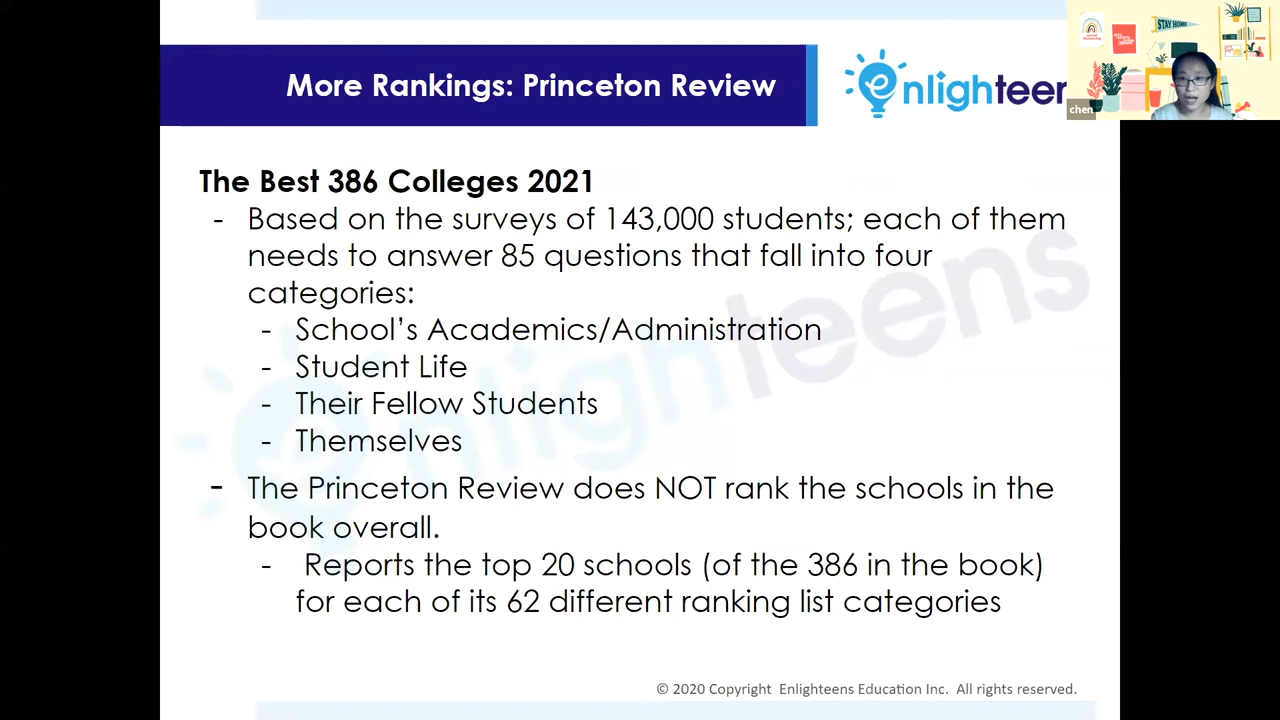 More Rankings: Princeton Review
enlighteen
STAY HOME
chen
The Best 386 Colleges 2021
- Based on the surveys of 143,000 students; each of them
needs to answer 85 questions that fall into four
categories:
- School's Academics/Administration
- Student Life
- Their Fellow Students
- Themselves
- The Princeton Review does NOT rank the schools in the
book overall.
- Reports the top 20 schools (of the 386 in the book)
for each of its 62 different ranking list categories
enlighteens
© 2020 Copyright Enlighteens Education Inc. All rights reserved.